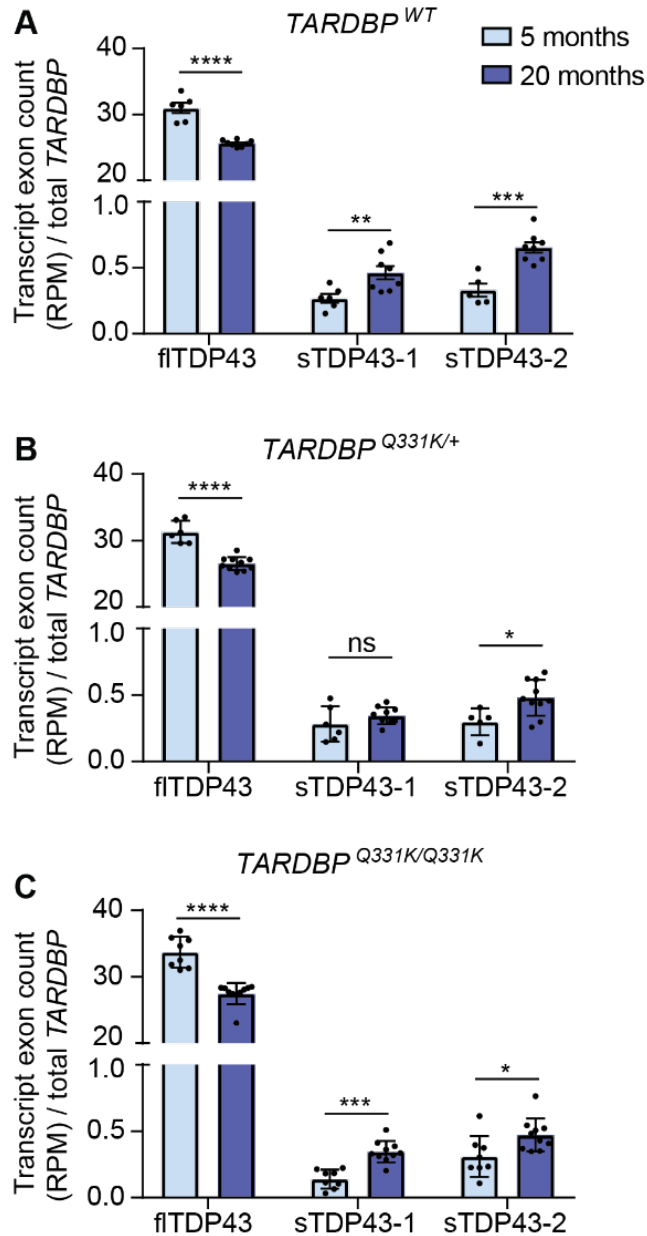 A
TARDBP WT
5 months
20 months
Transcript exon count
(RPM) / total TARDBP
40
30
20
1.0
0.5
0.0
****
**
***
flTDP43
sTDP43-1
sTDP43-2
B
TARDBP Q331K/+
Transcript exon count
(RPM) / total TARDBP
40
30
20
1.0
0.5
0.0
****
ns
*
flTDP43
sTDP43-1
sTDP43-2
C
TARDBP Q331K/Q331K
Transcript exon count
(RPM) / total TARDBP
40
30
20
1.0
0.5
0.0
****
***
*
flTDP43
sTDP43-1
sTDP43-2